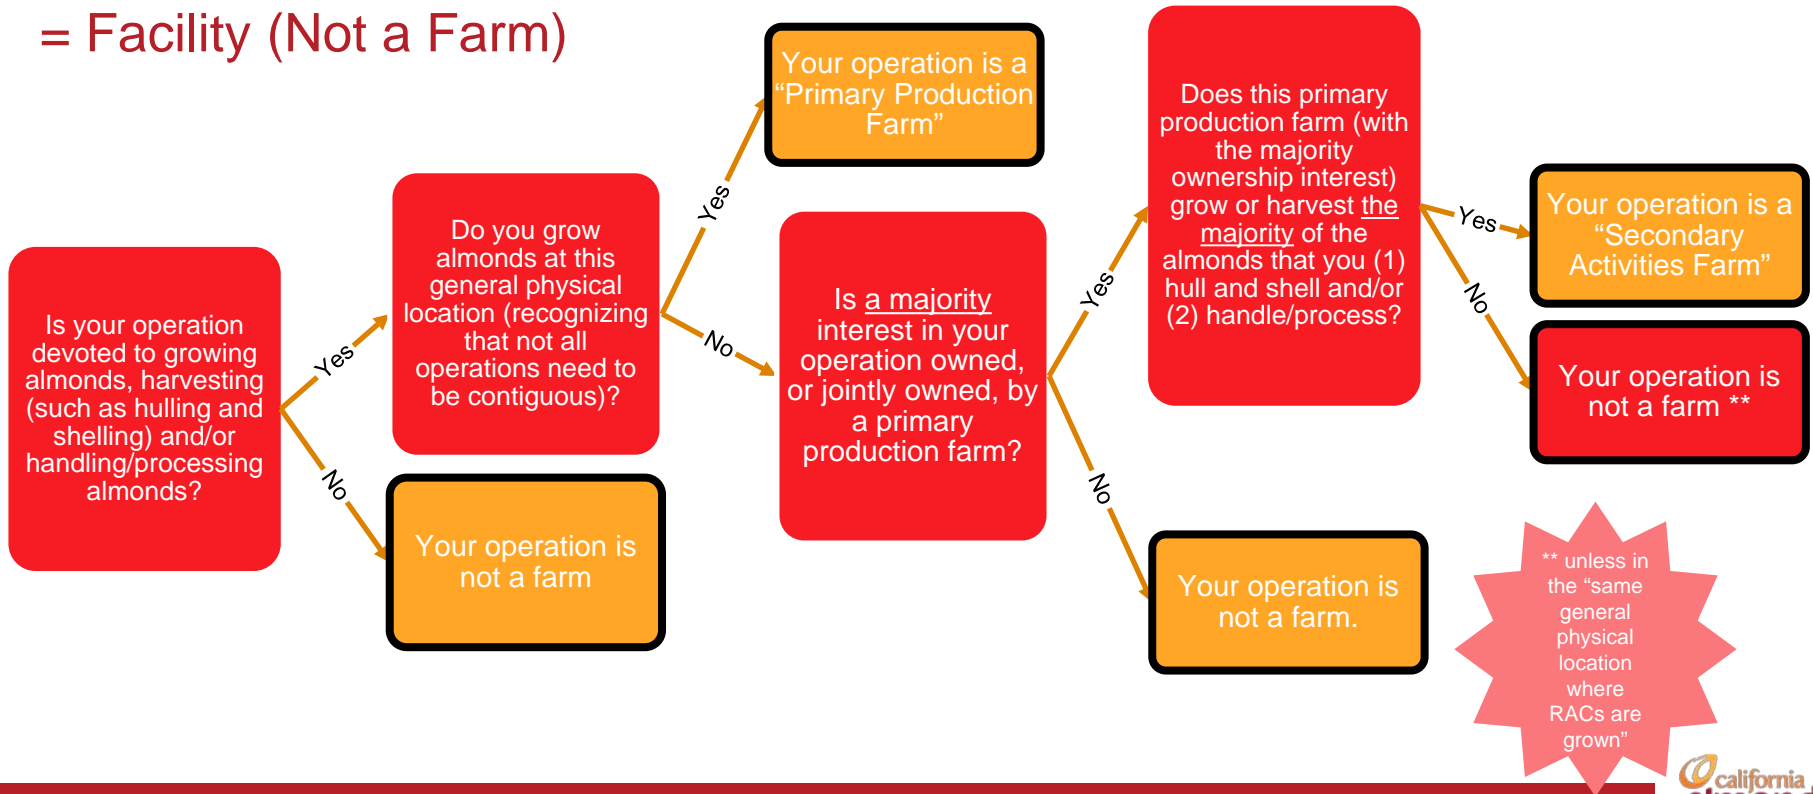 = Facility (Not a Farm)
Is your operation
devoted to growing
almonds, harvesting
(such as hulling and
shelling) and/or
handling/processing
almonds?
Yes
No
Do you grow
almonds at this
general physical
location (recognizing
that not all
operations need to
be contiguous)?
Your operation is
not a farm
Yes
No
Your operation is a
“Primary Production
Farm”
Is a majority
interest in your
operation owned,
or jointly owned, by
a primary
production farm?
Yes
No
Does this primary
production farm (with
the majority
ownership interest)
grow or harvest the
majority of the
almonds that you (1)
hull and shell and/or
(2) handle/process?
Your operation is
not a farm.
Yes
No
Your operation is a
“Secondary
Activities Farm”
Your operation is
not a farm **
** unless in
the “same
general
physical
location
where
RACs are
grown”
california